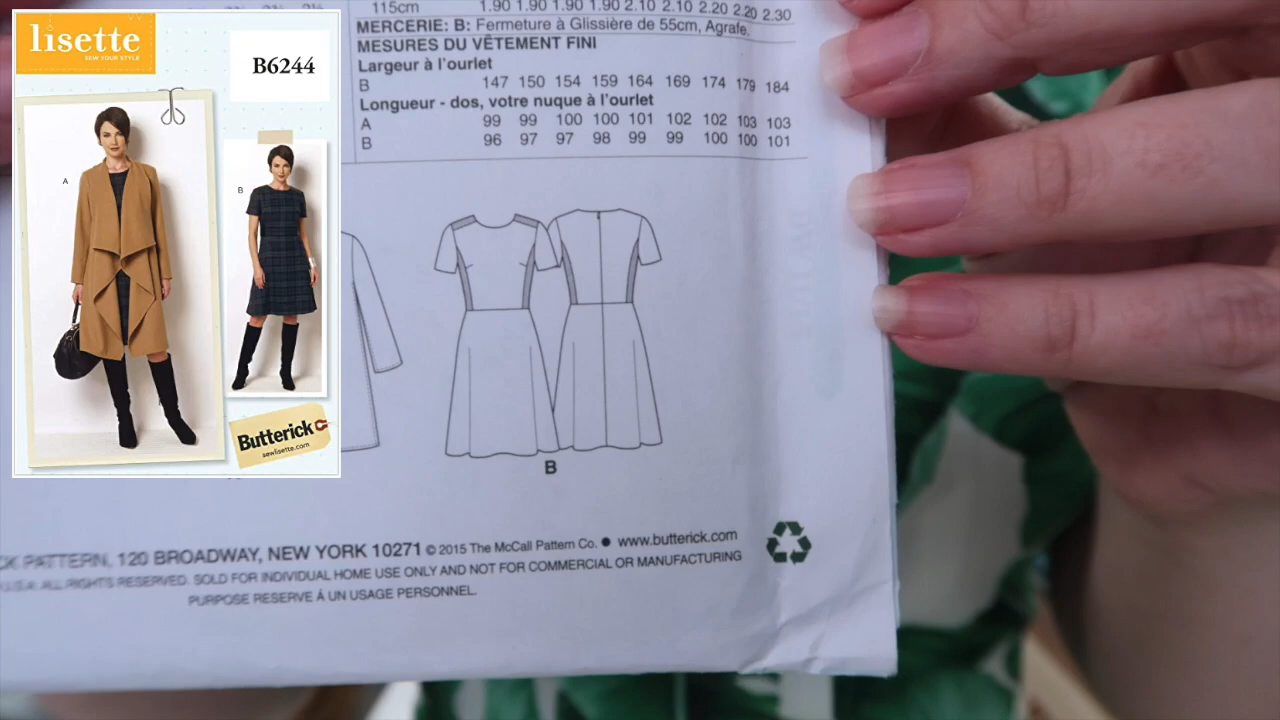 lisette
SEW YOUR STYLE
B6244
A
B
Butterick
sewlisette.com
115cm 1.90 1.90 1.90 1.90 2.10 2.10 2.20 2.20 2.30
MERCERIE: B: Fermeture à Glissière de 55cm, Agrafe.
MESURES DU VÊTEMENT FINI
Largeur à l'ourlet
B 147 150 154 159 164 169 174 179 184
Longueur - dos, votre nuque à l'ourlet
A 99 99 100 100 101 102 102 103 103
B 96 97 97 98 99 99 100 100 101
B
PATTERN, 120 BROADWAY, NEW YORK 10271 © 2015 The McCall Pattern Co. ● www.butterick.com
ALL RIGHTS RESERVED. SOLD FOR INDIVIDUAL HOME USE ONLY AND NOT FOR COMMERCIAL OR MANUFACTURING
PURPOSE RESERVE Á UN USAGE PERSONNEL.